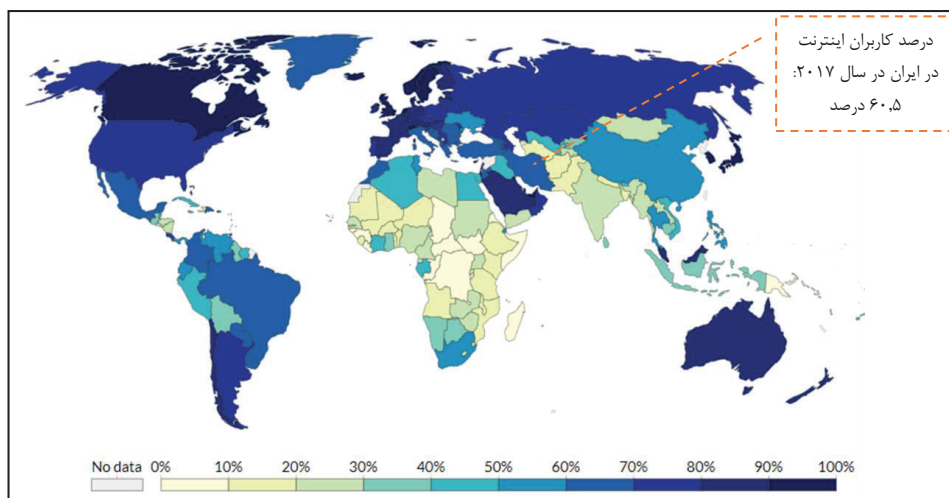 درصد کاربران اینترنت
در ایران در سال ۲۰۱۷:
۶۰٫۵ درصد
No data 0% 10% 20% 30% 40% 50% 60% 70% 80% 90% 100%